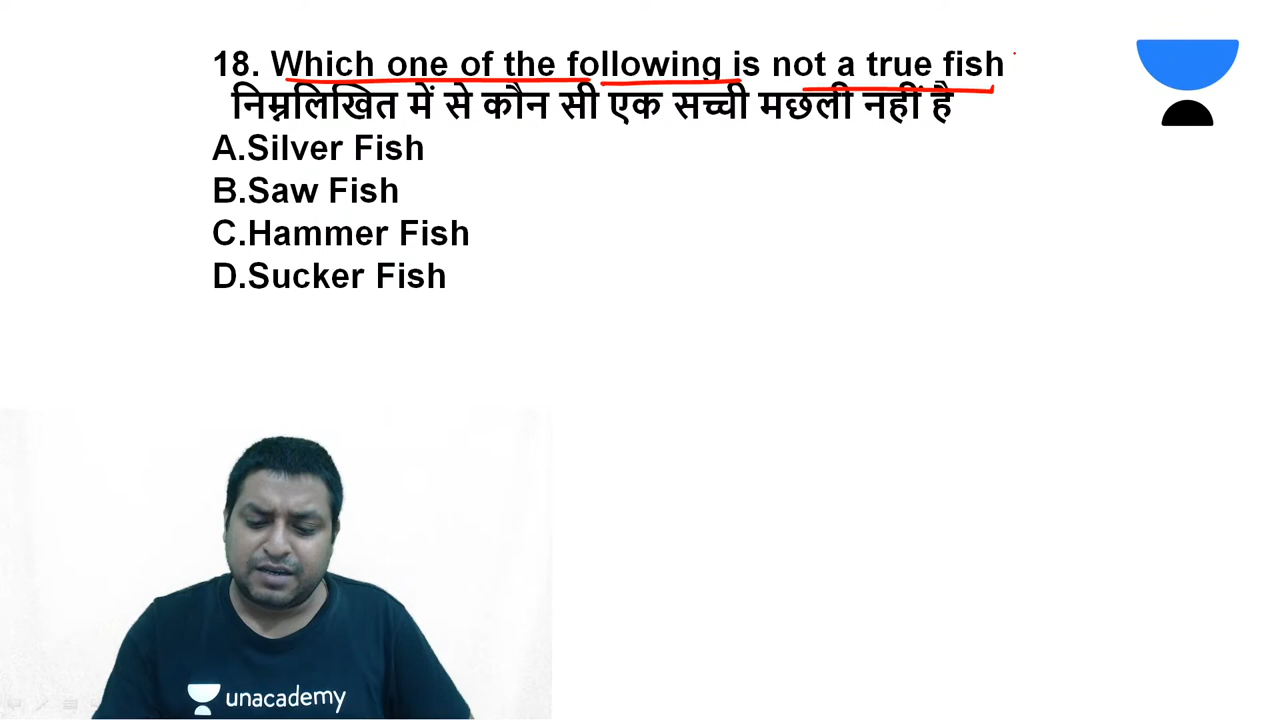 18. Which one of the following is not a true fish
निम्नलिखित में से कौन सी एक सच्ची मछली नहीं है
A.Silver Fish
B.Saw Fish
C.Hammer Fish
D.Sucker Fish
unacademy